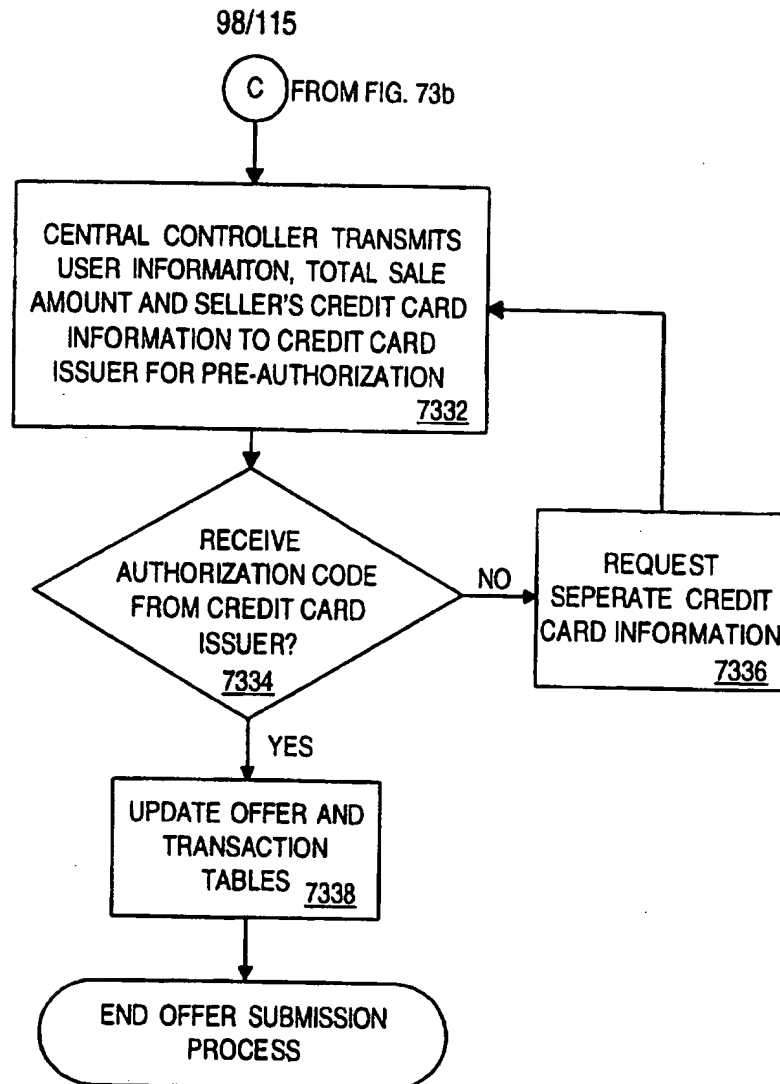 98/115
C FROM FIG. 73b
CENTRAL CONTROLLER TRANSMITS
USER INFORMAITON, TOTAL SALE
AMOUNT AND SELLER'S CREDIT CARD
INFORMATION TO CREDIT CARD
ISSUER FOR PRE-AUTHORIZATION
7332
RECEIVE
AUTHORIZATION CODE
FROM CREDIT CARD
ISSUER?
7334
NO
REQUEST
SEPERATE CREDIT
CARD INFORMATION
7336
YES
UPDATE OFFER AND
TRANSACTION
TABLES 7338
END OFFER SUBMISSION
PROCESS